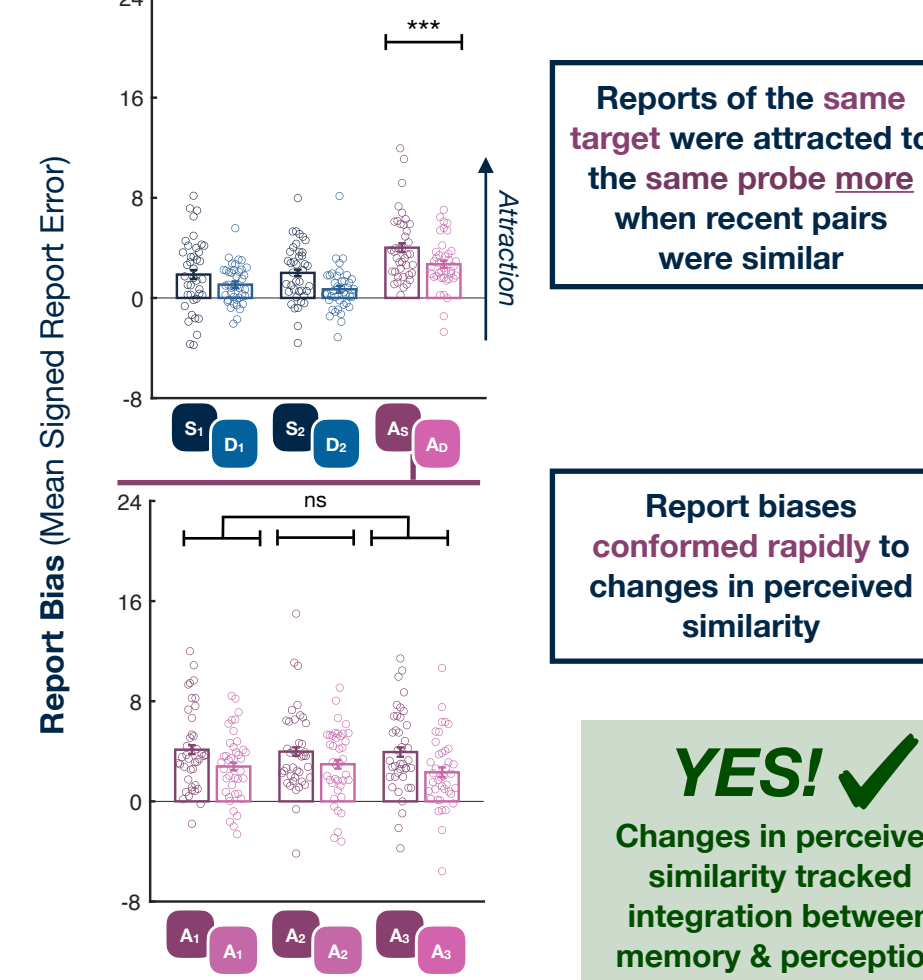 24
***
16
8
0
-8
Attraction
Report Bias (Mean Signed Report Error)
S1
D1
S2
D2
AS
AD
Reports of the same
target were attracted to
the same probe more
when recent pairs
were similar
24
ns
16
8
0
-8
A1
A1
A2
A2
A3
A3
Report biases
conformed rapidly to
changes in perceived
similarity
YES!
Changes in perceive
similarity tracked
integration between
memory & perceptio